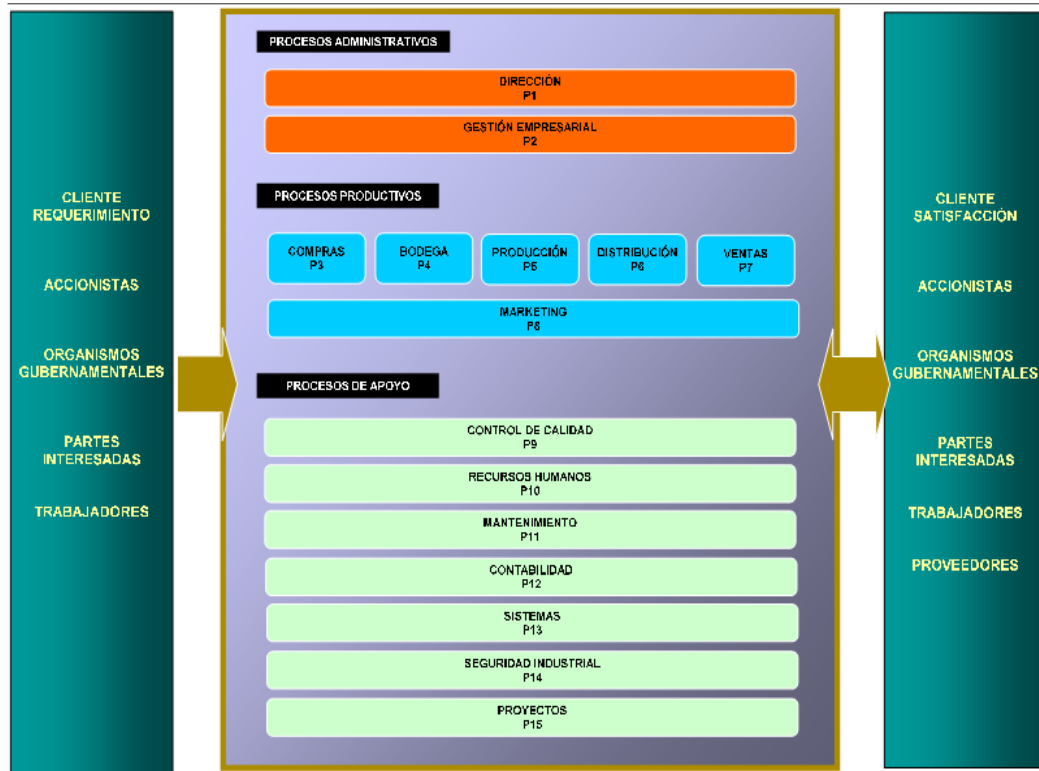 CLIENTE
REQUERIMIENTO
ACCIONISTAS
ORGANISMOS
GUBERNAMENTALES
PARTES
INTERESADAS
TRABAJADORES
PROCESOS ADMINISTRATIVOS
DIRECCIÓN
P1
GESTIÓN EMPRESARIAL
P2
PROCESOS PRODUCTIVOS
COMPRAS
P3
BODEGA
P4
PRODUCCIÓN
P5
DISTRIBUCIÓN
P6
VENTAS
P7
MARKETING
P8
PROCESOS DE APOYO
CONTROL DE CALIDAD
P9
RECURSOS HUMANOS
P10
MANTENIMIENTO
P11
CONTABILIDAD
P12
SISTEMAS
P13
SEGURIDAD INDUSTRIAL
P14
PROYECTOS
P15
CLIENTE
SATISFACCIÓN
ACCIONISTAS
ORGANISMOS
GUBERNAMENTALES
PARTES
INTERESADAS
TRABAJADORES
PROVEEDORES